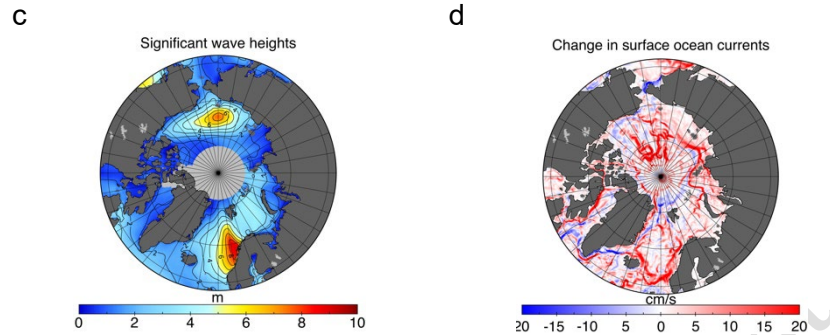 c
Significant wave heights
m
0 2 4 6 8 10
d
Change in surface ocean currents
cm/s
20 -15 -10 -5 0 5 10 15 20